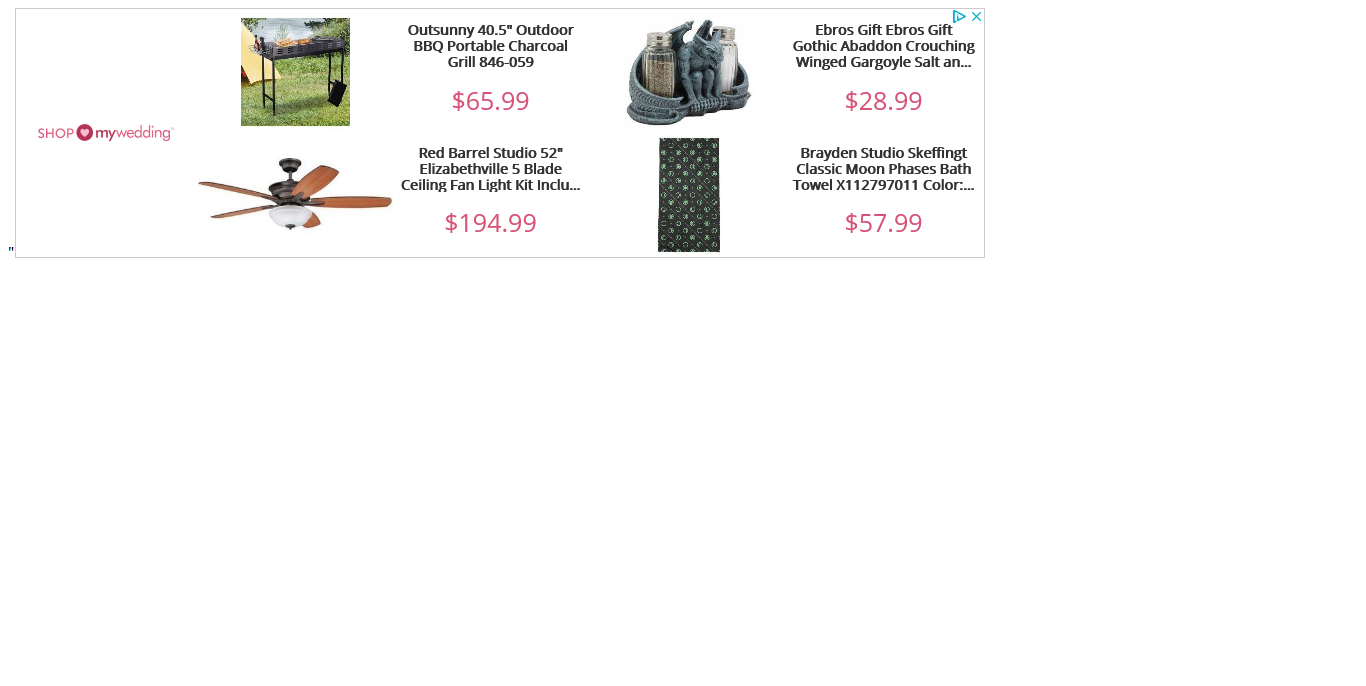 Outsunny 40.5" Outdoor
BBQ Portable Charcoal
Grill 846-059
$65.99
Ebros Gift Ebros Gift
Gothic Abaddon Crouching
Winged Gargoyle Salt an...
$28.99
SHOP mywedding
Red Barrel Studio 52"
Elizabethville 5 Blade
Ceiling Fan Light Kit Inclu...
$194.99
Brayden Studio Skeffingt
Classic Moon Phases Bath
Towel X112797011 Color:...
$57.99
"